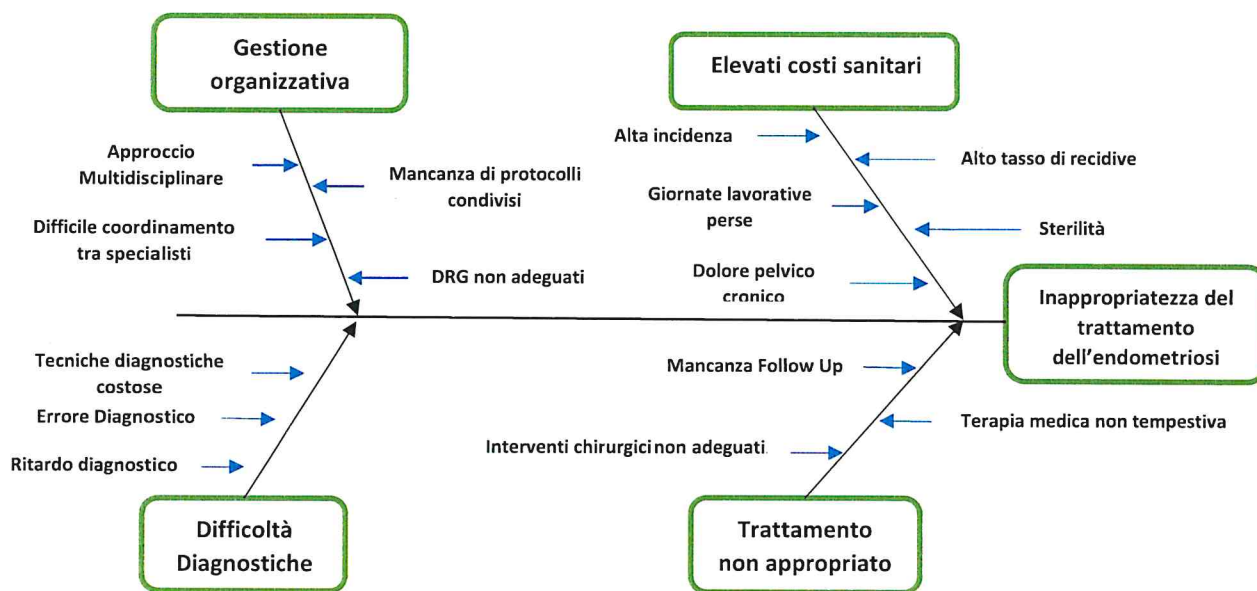 Gestione
organizzativa
Elevati costi sanitari
Approccio
Multidisciplinare
Mancanza di protocolli
condivisi
Difficile coordinamento
tra specialisti
DRG non adeguati
Alta incidenza
Alto tasso di recidive
Giornate lavorative
perse
Sterilità
Dolore pelvico
cronico
Inappropriatezza del
trattamento
dell'endometriosi
Tecniche diagnostiche
costose
Errore Diagnostico
Ritardo diagnostico
Mancanza Follow Up
Terapia medica non tempestiva
Interventi chirurgici non adeguati
Difficoltà
Diagnostiche
Trattamento
non appropriato